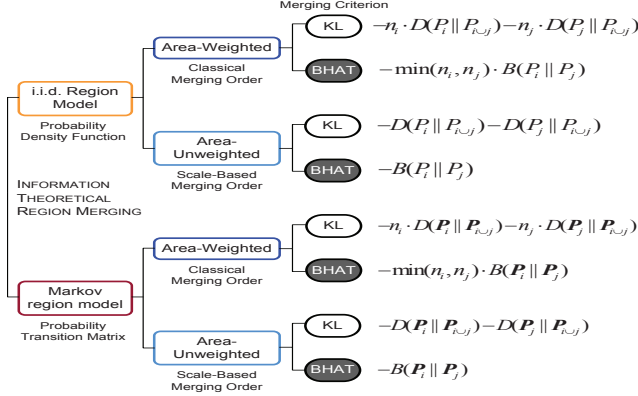 Merging Criterion
KL
−n_i · D(P_i || P_{i∪j}) − n_j · D(P_j || P_{i∪j})
Area-Weighted
Classical
Merging Order
BHAT
−min(n_i, n_j) · B(P_i || P_j)
i.i.d. Region
Model
Probability
Density Function
KL
−D(P_i || P_{i∪j}) − D(P_j || P_{i∪j})
Area-
Unweighted
Scale-Based
Merging Order
BHAT
−B(P_i || P_j)
INFORMATION
THEORETICAL
REGION MERGING
KL
−n_i · D(P_i || P_{i∪j}) − n_j · D(P_j || P_{i∪j})
Area-Weighted
Classical
Merging Order
BHAT
−min(n_i, n_j) · B(P_i || P_j)
Markov
region model
Probability
Transition Matrix
KL
−D(P_i || P_{i∪j}) − D(P_j || P_{i∪j})
Area-
Unweighted
Scale-Based
Merging Order
BHAT
−B(P_i || P_j)